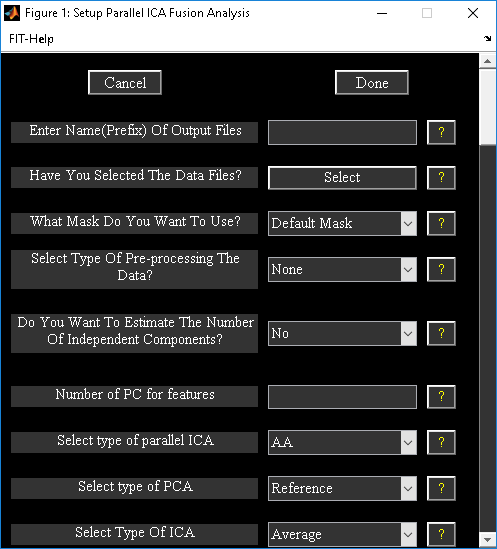 Figure 1: Setup Parallel ICA Fusion Analysis
FIT-Help
Cancel
Done
Enter Name(Prefix) Of Output Files
?
Have You Selected The Data Files?
Select
?
What Mask Do You Want To Use?
Default Mask
?
Select Type Of Pre-processing The
Data?
None
?
Do You Want To Estimate The Number
Of Independent Components?
No
?
Number of PC for features
?
Select type of parallel ICA
AA
?
Select type of PCA
Reference
?
Select Type Of ICA
Average
?